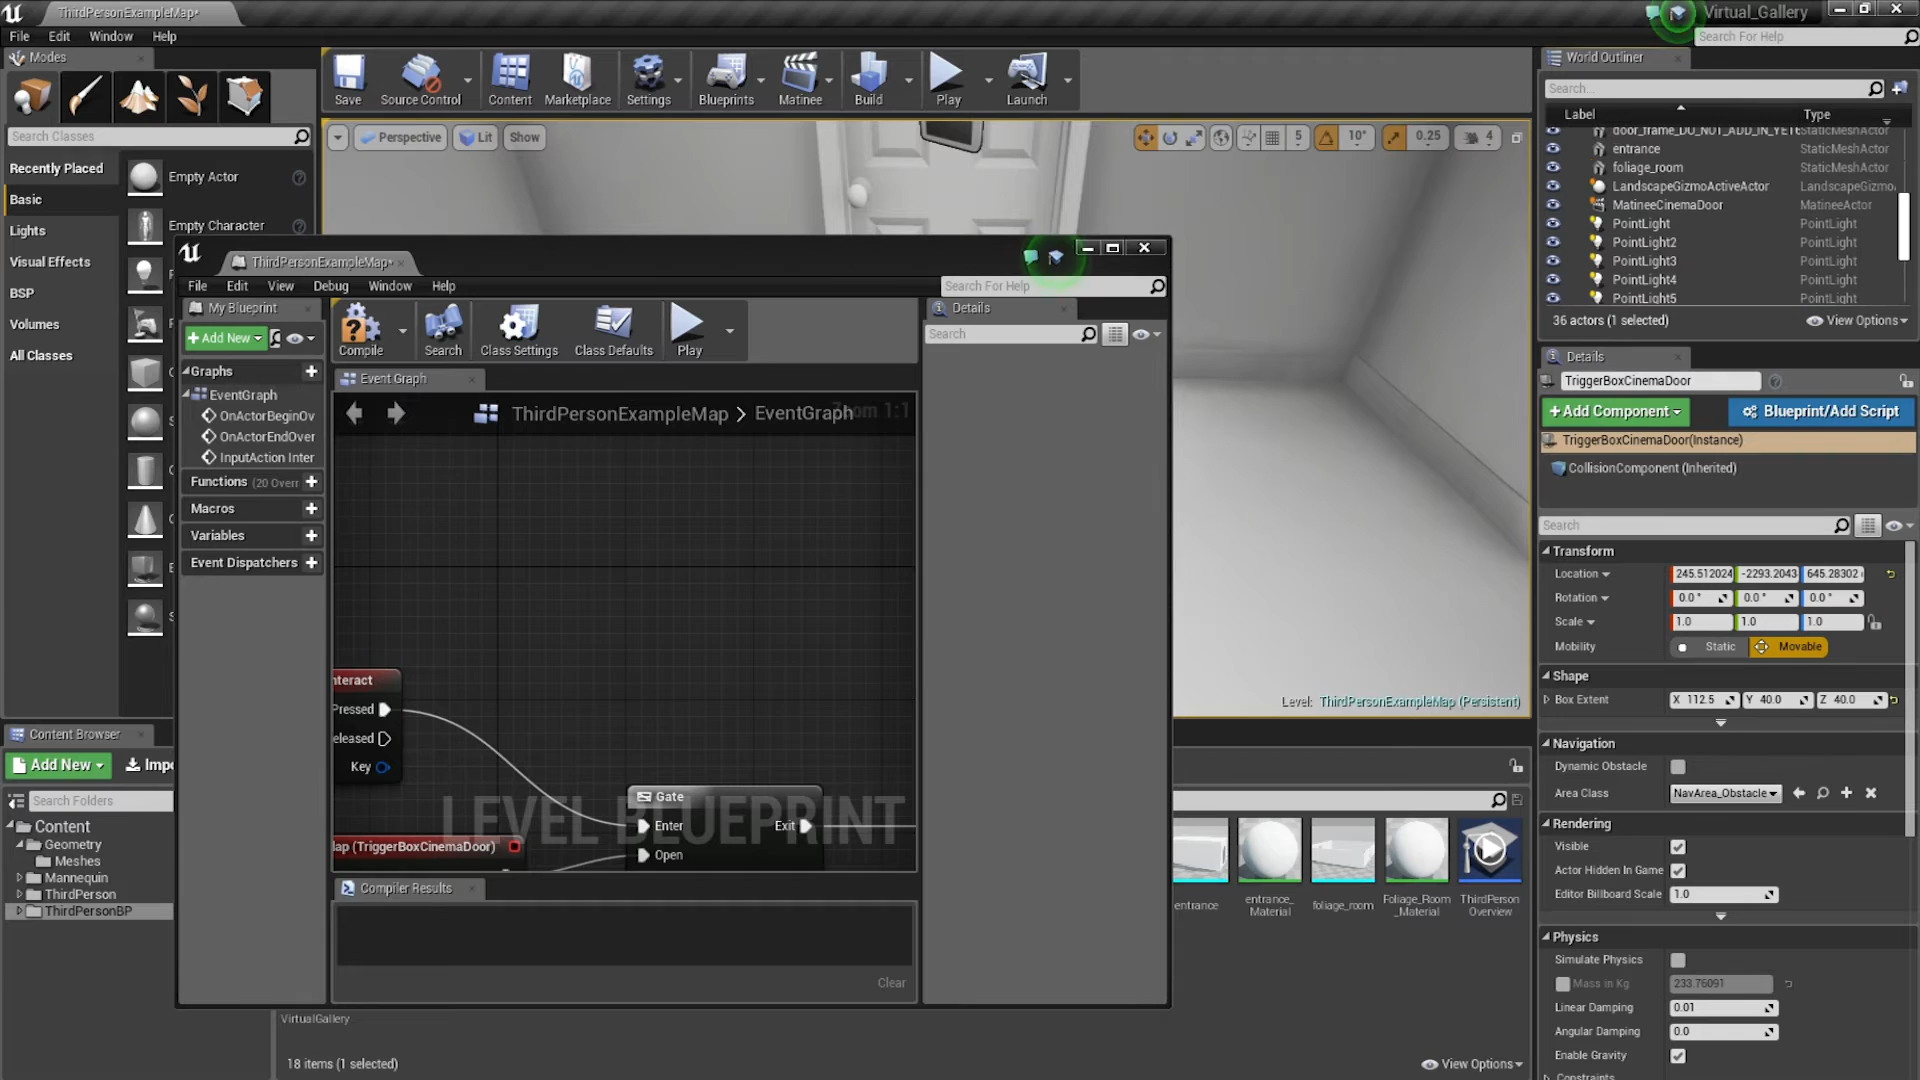 ThirdPersonExampleMap*
Virtual_Gallery
File Edit Window Help
Search For Help
Modes
Search Classes
Recently Placed
Basic
Lights
Visual Effects
BSP
Volumes
All Classes
Empty Actor
Empty Character
Save
Source Control
Content
Marketplace
Settings
Blueprints
Matinee
Build
Play
Launch
Perspective
Lit
Show
5
10°
0.25
4
World Outliner
Search...
Label Type
door_frame_DO_NOT_ADD_IN_YET StaticMeshActor
entrance StaticMeshActor
foliage_room StaticMeshActor
LandscapeGizmoActiveActor LandscapeGizmo
MatineeCinemaDoor MatineeActor
PointLight PointLight
PointLight2 PointLight
PointLight3 PointLight
PointLight4 PointLight
PointLight5 PointLight
36 actors (1 selected)
View Options
Details
TriggerBoxCinemaDoor
+Add Component
Blueprint/Add Script
TriggerBoxCinemaDoor(Instance)
CollisionComponent (Inherited)
Search
Transform
Location 245.512024 -2293.2043 645.28302
Rotation 0.0° 0.0° 0.0°
Scale 1.0 1.0 1.0
Mobility Static Movable
Shape
Box Extent X 112.5 Y 40.0 Z 40.0
Navigation
Dynamic Obstacle
Area Class NavArea_Obstacle
Rendering
Visible
Actor Hidden In Game
Editor Billboard Scale 1.0
Physics
Simulate Physics
Mass in Kg 233.76091
Linear Damping 0.01
Angular Damping 0.0
Enable Gravity
Constraints
Level: ThirdPersonExampleMap (Persistent)
ThirdPersonExampleMap*
File Edit View Debug Window Help
Search For Help
My Blueprint
+Add New
Graphs
EventGraph
OnActorBeginOv
OnActorEndOver
InputAction Inter
Functions (20 Overr
Macros
Variables
Event Dispatchers
Compile
Search
Class Settings
Class Defaults
Play
Details
Search
Event Graph
ThirdPersonExampleMap > EventGraph
Zoom 1:1
nteract
Pressed
eleased
Key
Gate
Enter
Exit
Open
lap (TriggerBoxCinemaDoor)
LEVEL BLUEPRINT
Compiler Results
Clear
Content Browser
Add New
Impo
Search Folders
Content
Geometry
Meshes
Mannequin
ThirdPerson
ThirdPersonBP
VirtualGallery
18 items (1 selected)
entrance
entrance_
Material
foliage_room
Foliage_Room
_Material
ThirdPerson
Overview
View Options